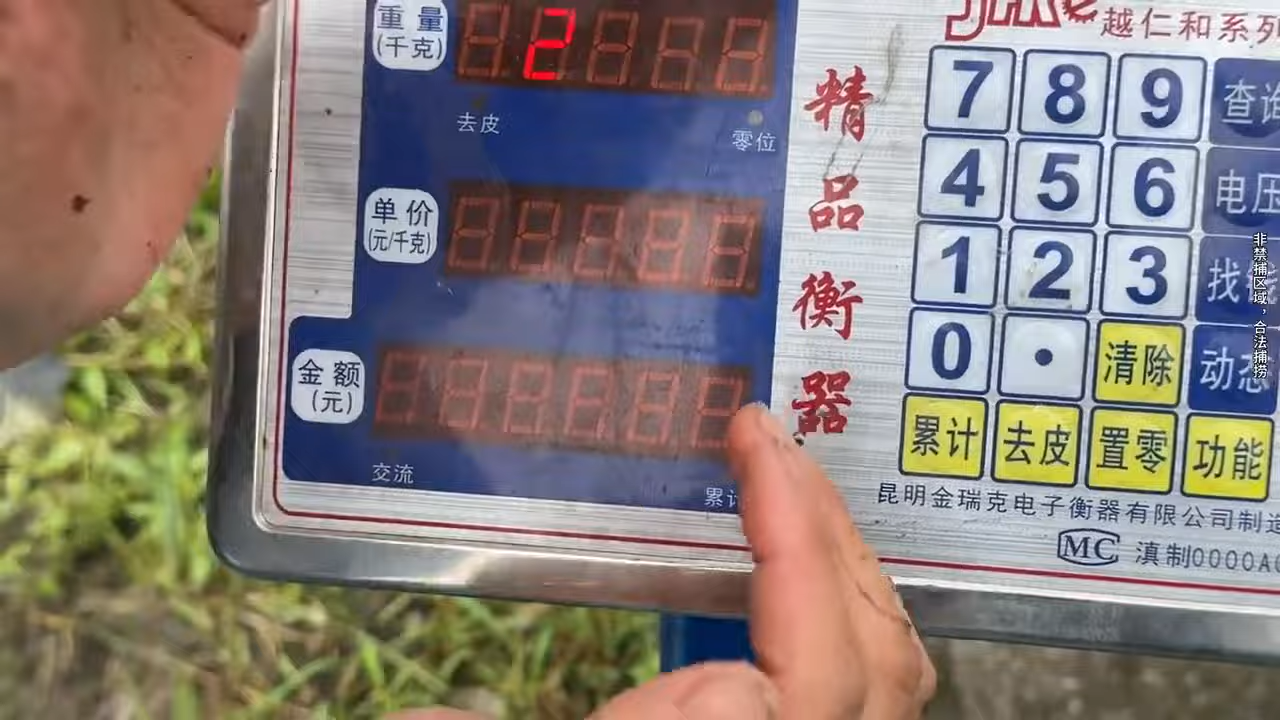 重量
(千克)
2
去皮
零位
单价
(元/千克)
金额
(元)
交流
精品衡器
越仁和系列
7 8 9
4 5 6
1 2 3
0 • 清除 动态
累计 去皮 置零 功能
电压
昆明金瑞克电子衡器有限公司制造
MC 滇制0000A
非禁捕区域，合法捕捞